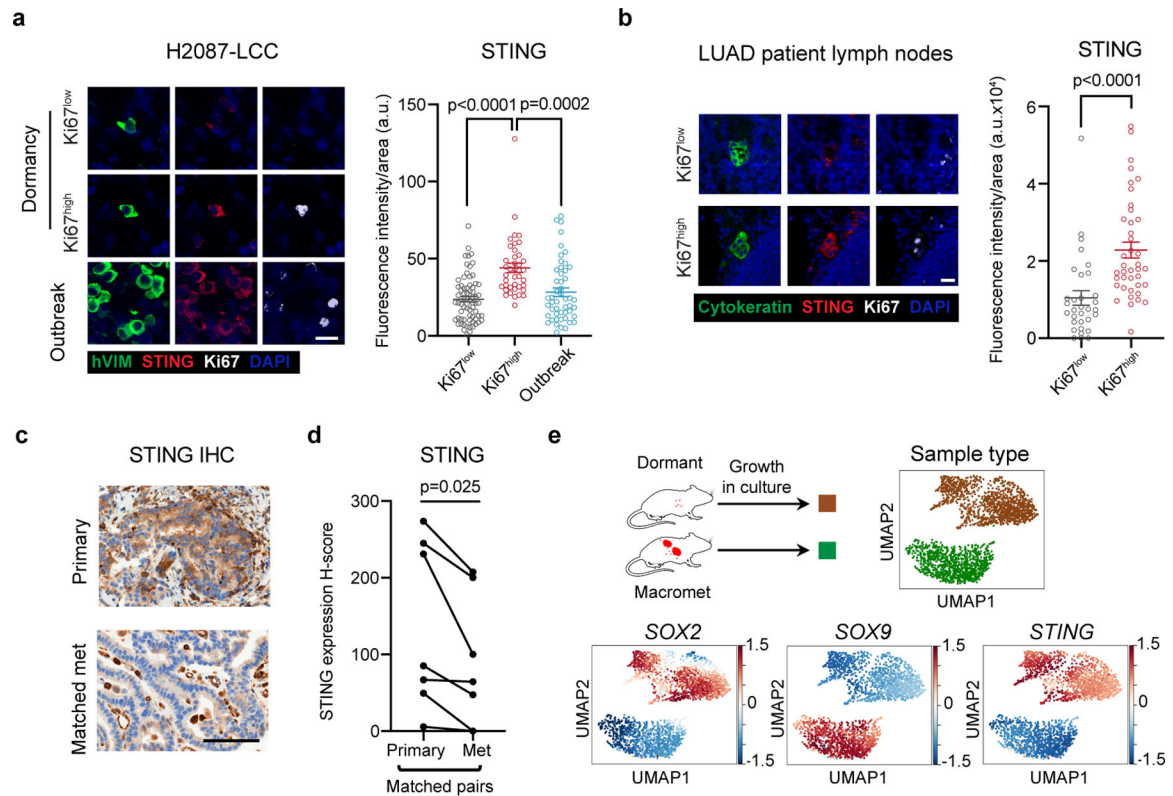 a
H2087-LCC
Dormancy
Ki67low
Ki67high
Outbreak
hVIM STING Ki67 DAPI
STING
Fluorescence intensity/area (a.u.)
p<0.0001
p=0.0002
150
100
50
0
Ki67low
Ki67high
Outbreak
b
LUAD patient lymph nodes
Ki67low
Ki67high
Cytokeratin STING Ki67 DAPI
STING
Fluorescence intensity/area (a.u.x10⁴)
p<0.0001
6
4
2
0
Ki67low
Ki67high
c
STING IHC
Primary
Matched met
d
STING
STING expression H-score
p=0.025
300
200
100
0
Primary Met
Matched pairs
e
Dormant
Growth
in culture
Macromet
Sample type
UMAP2
UMAP1
SOX2
1.5
0
-1.5
UMAP2
UMAP1
SOX9
1.5
0
-1.5
UMAP2
UMAP1
STING
1.5
0
-1.5
UMAP2
UMAP1